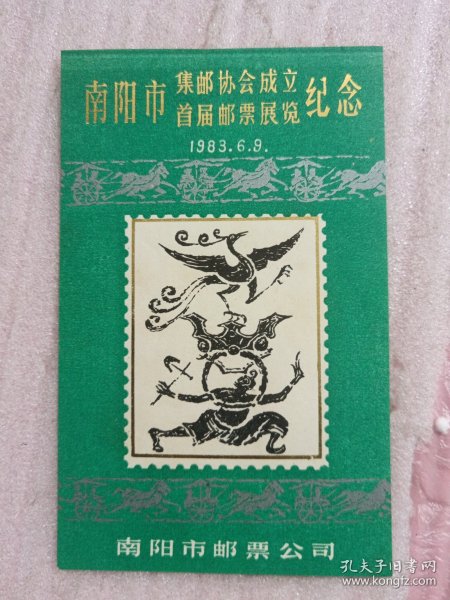 南阳市 集邮协会成立 纪念
首届邮票展览
1983.6.9.
南阳市邮票公司
孔夫子旧书网
www.kongfz.com